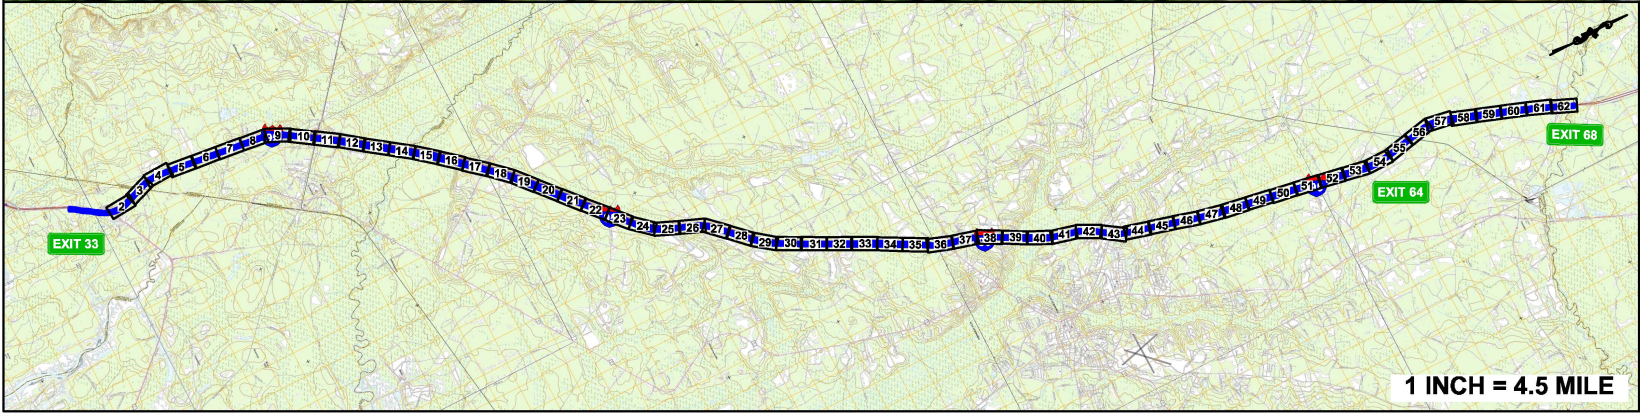 2 3 4 5 6 7 8 9 10 11 12 13 14 15 16 17 18 19 20 21 22 23 24 25 26 27 28 29 30 31 32 33 34 35 36 37 38 39 40 41 42 43 44 45 46 47 48 49 50 51 52 53 54 55 56 57 58 59 60 61 62
EXIT 33
EXIT 64
EXIT 68
1 INCH = 4.5 MILE